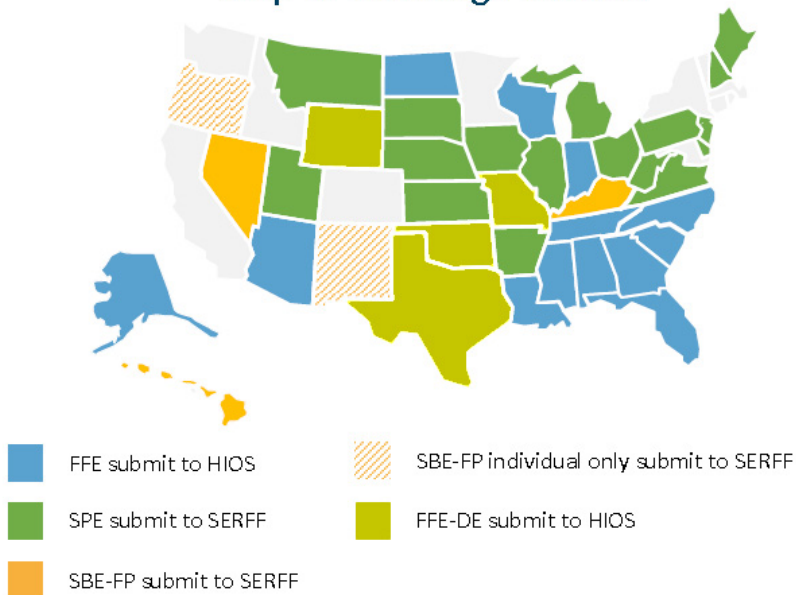 FFE submit to HIOS
SBE-FP individual only submit to SERFF
SPE submit to SERFF
FFE-DE submit to HIOS
SBE-FP submit to SERFF